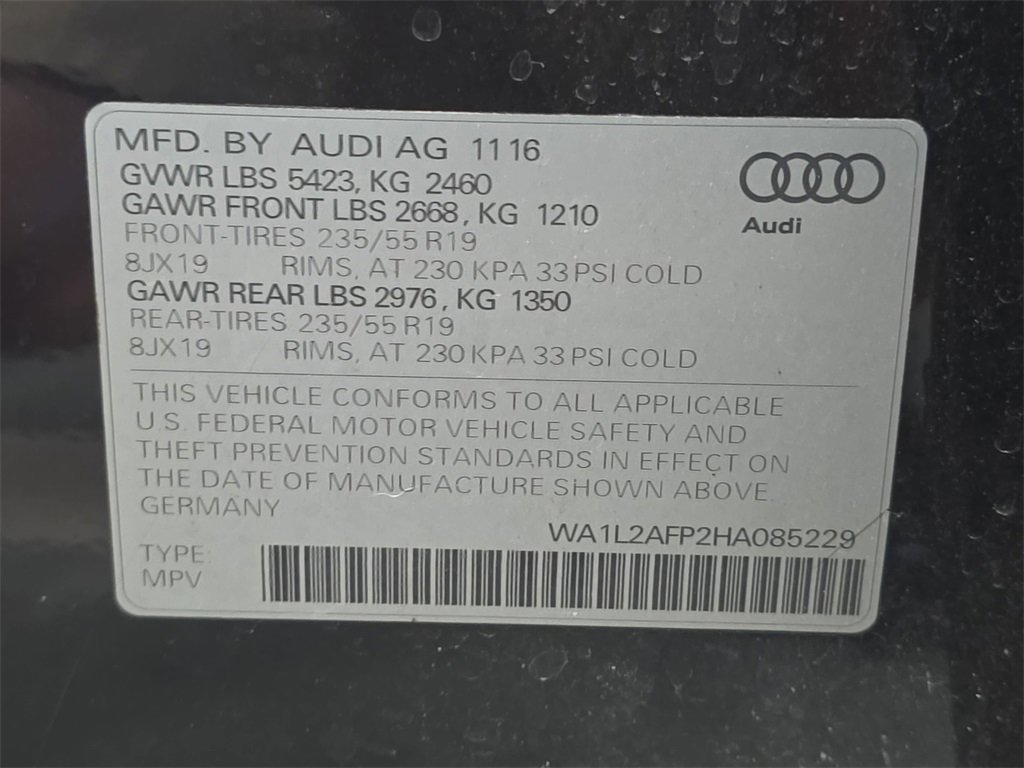 MFD. BY AUDI AG 11 16
GVWR LBS 5423, KG 2460
GAWR FRONT LBS 2668, KG 1210
FRONT-TIRES 235/55 R19
8JX19 RIMS, AT 230 KPA 33 PSI COLD
GAWR REAR LBS 2976, KG 1350
REAR-TIRES 235/55 R19
8JX19 RIMS, AT 230 KPA 33 PSI COLD
Audi
THIS VEHICLE CONFORMS TO ALL APPLICABLE
U.S. FEDERAL MOTOR VEHICLE SAFETY AND
THEFT PREVENTION STANDARDS IN EFFECT ON
THE DATE OF MANUFACTURE SHOWN ABOVE.
GERMANY
WA1L2AFP2HA085229
TYPE:
MPV